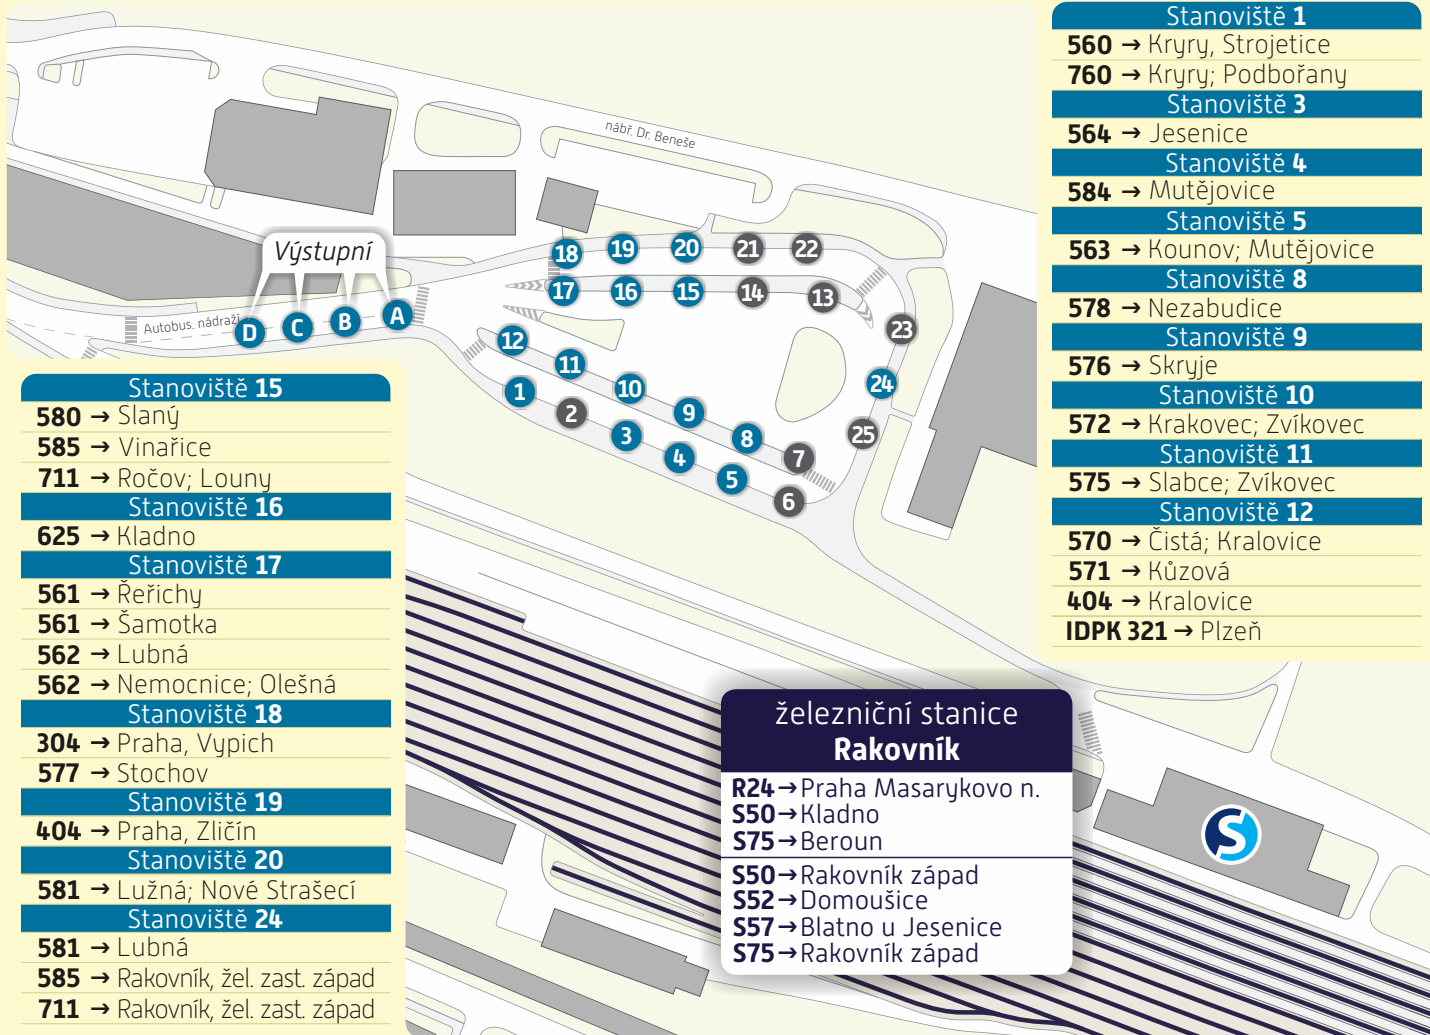 nábř. Dr. Beneše
Výstupní
Autobus. nádraží
D
C
B
A
18
19
20
21
22
17
16
15
14
13
23
12
11
10
9
8
7
24
25
1
2
3
4
5
6
Stanoviště 15
580 → Slaný
585 → Vinařice
711 → Ročov; Louny
Stanoviště 16
625 → Kladno
Stanoviště 17
561 → Řeřichy
561 → Šamotka
562 → Lubná
562 → Nemocnice; Olešná
Stanoviště 18
304 → Praha, Vypich
577 → Stochov
Stanoviště 19
404 → Praha, Zličín
Stanoviště 20
581 → Lužná; Nové Strašecí
Stanoviště 24
581 → Lubná
585 → Rakovník, žel. zast. západ
711 → Rakovník, žel. zast. západ
Stanoviště 1
560 → Kryry, Strojetice
760 → Kryry; Podbořany
Stanoviště 3
564 → Jesenice
Stanoviště 4
584 → Mutějovice
Stanoviště 5
563 → Kounov; Mutějovice
Stanoviště 8
578 → Nezabudice
Stanoviště 9
576 → Skryje
Stanoviště 10
572 → Krakovec; Zvíkovec
Stanoviště 11
575 → Slabce; Zvíkovec
Stanoviště 12
570 → Čistá; Kralovice
571 → Kůzová
404 → Kralovice
IDPK 321 → Plzeň
železniční stanice
Rakovník
R24→Praha Masarykovo n.
S50→Kladno
S75→Beroun
S50→Rakovník západ
S52→Domoušice
S57→Blatno u Jesenice
S75→Rakovník západ
S